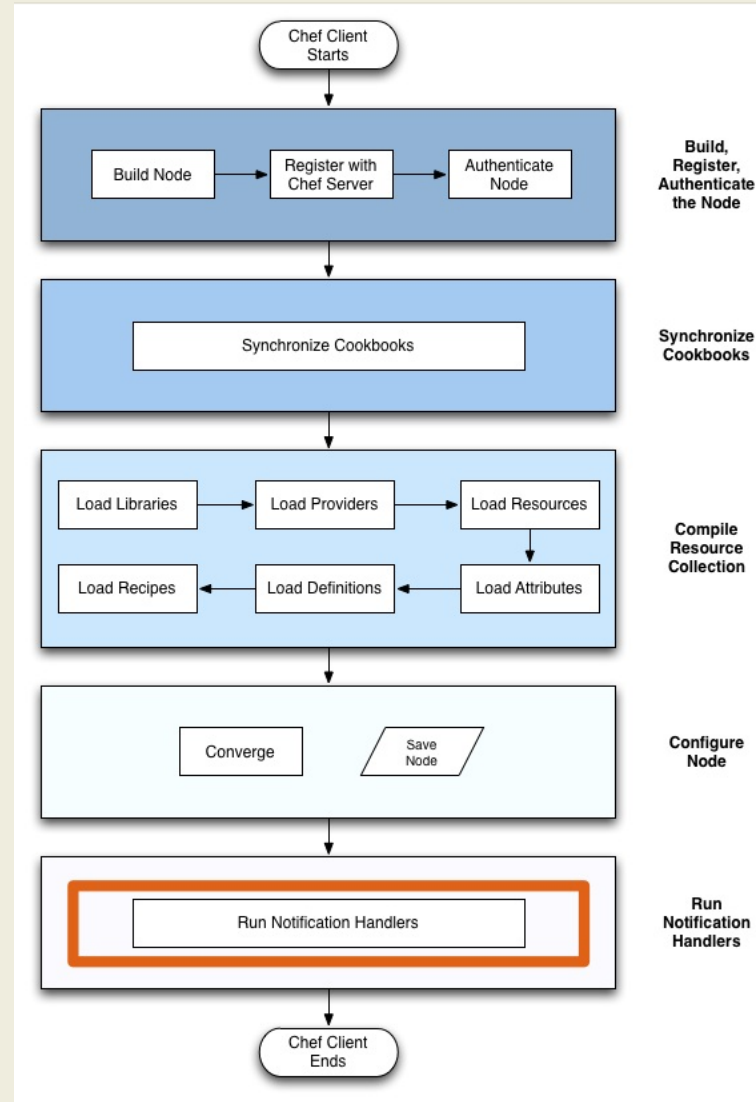 Chef Client
Starts
Build Node
Register with
Chef Server
Authenticate
Node
Build,
Register,
Authenticate
the Node
Synchronize Cookbooks
Synchronize
Cookbooks
Load Libraries
Load Providers
Load Resources
Load Recipes
Load Definitions
Load Attributes
Compile
Resource
Collection
Converge
Save
Node
Configure
Node
Run Notification Handlers
Run
Notification
Handlers
Chef Client
Ends